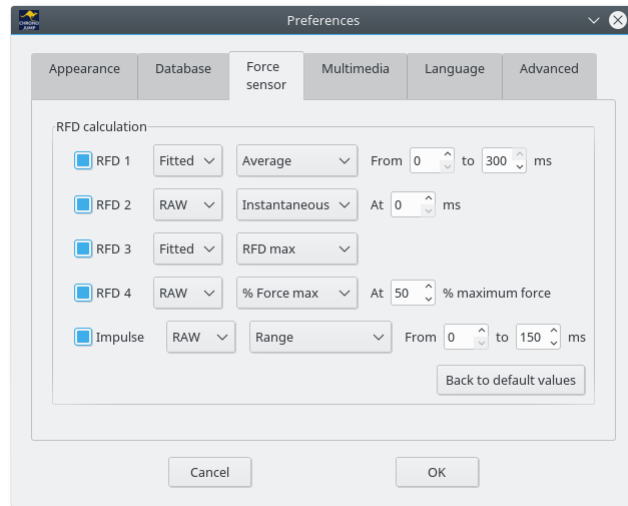 CHRONO
JUMP
Preferences
Appearance Database Force sensor Multimedia Language Advanced
RFD calculation
RFD 1 Fitted Average From 0 to 300 ms
RFD 2 RAW Instantaneous At 0 ms
RFD 3 Fitted RFD max
RFD 4 RAW % Force max At 50 % maximum force
Impulse RAW Range From 0 to 150 ms
Back to default values
Cancel OK